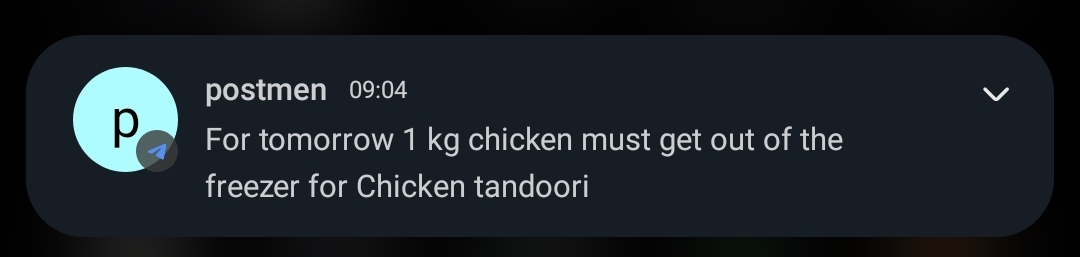 p
postmen 09:04
For tomorrow 1 kg chicken must get out of the
freezer for Chicken tandoori